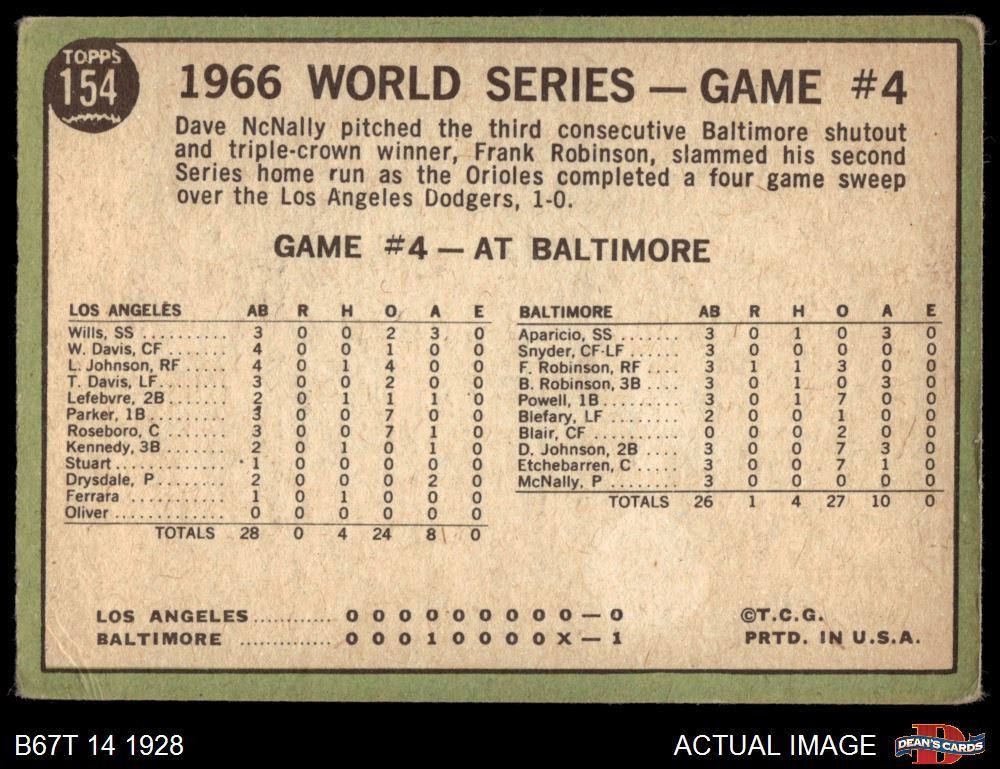 TOPPS
154
1966 WORLD SERIES — GAME #4
Dave NcNally pitched the third consecutive Baltimore shutout
and triple-crown winner, Frank Robinson, slammed his second
Series home run as the Orioles completed a four game sweep
over the Los Angeles Dodgers, 1-0.
GAME #4 — AT BALTIMORE
LOS ANGELES AB R H O A E
Wills, SS .......... 3 0 0 2 3 0
W. Davis, CF ....... 4 0 0 1 0 0
L. Johnson, RF .... 4 0 1 4 0 0
T. Davis, LF........ 3 0 0 2 0 0
Lefebvre, 2B ....... 2 0 1 1 1 0
Parker, 1B ......... 3 0 0 7 0 0
Roseboro, C ....... 3 0 0 7 1 0
Kennedy, 3B ....... 2 0 1 0 1 0
Stuart ............. 1 0 0 0 0 0
Drysdale, P ........ 2 0 0 0 2 0
Ferrara ............ 1 0 1 0 0 0
Oliver ............. 0 0 0 0 0 0
TOTALS 28 0 4 24 8 0
BALTIMORE AB R H O A E
Aparicio, SS ....... 3 0 1 0 3 0
Snyder, CF-LF ..... 3 0 0 0 0 0
F. Robinson, RF .... 3 1 1 3 0 0
B. Robinson, 3B .... 3 0 1 0 3 0
Powell, 1B ......... 3 0 1 7 0 0
Blefary, LF ........ 2 0 0 1 0 0
Blair, CF .......... 0 0 0 2 0 0
D. Johnson, 2B .... 3 0 0 7 3 0
Etchebarren, C ..... 3 0 0 7 1 0
McNally, P ......... 3 0 0 0 0 0
TOTALS 26 1 4 27 10 0
LOS ANGELES ............ 0 0 0 0 0 0 0 0 0 — 0
BALTIMORE ............. 0 0 0 1 0 0 0 0 X — 1
©T.C.G.
PRTD. IN U.S.A.
B67T 14 1928
ACTUAL IMAGE
D
DEAN'S CARDS